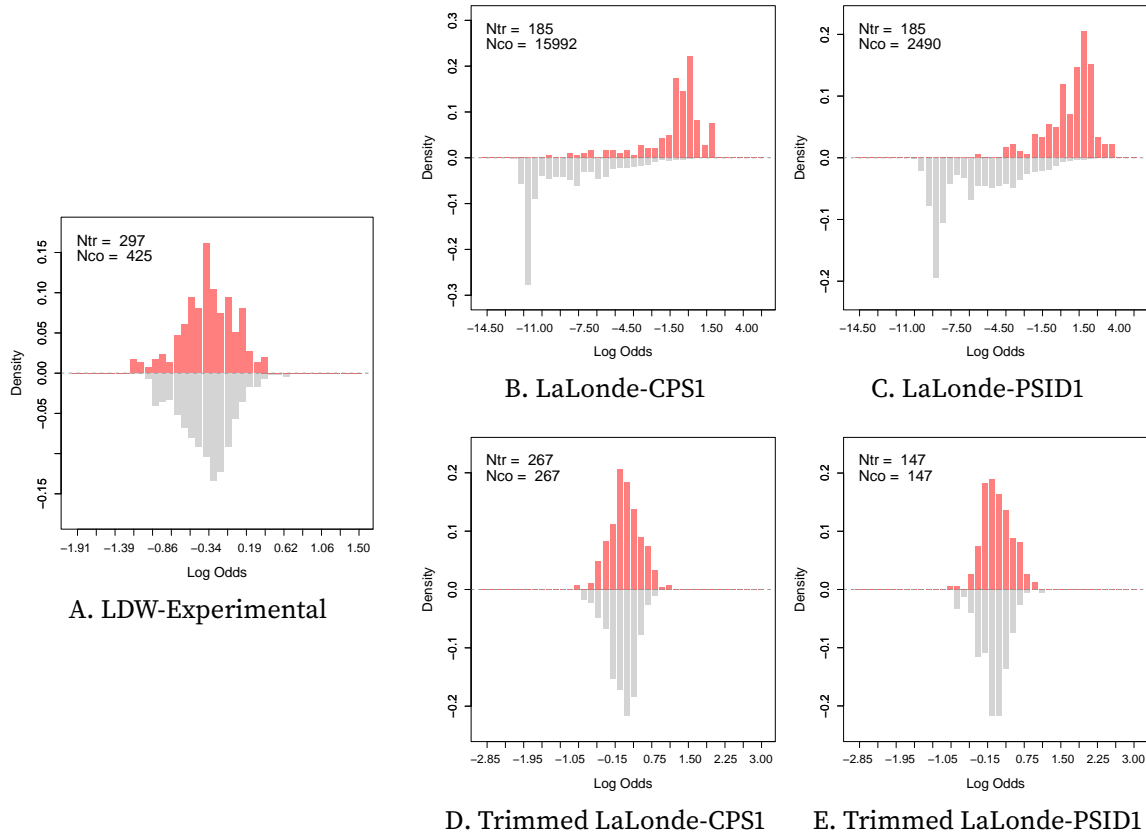 Ntr = 297
Nco = 425
0.15
0.10
0.05
0.00
−0.05
−0.15
Density
−1.91 −1.39 −0.86 −0.34 0.19 0.62 1.06 1.50
Log Odds
A. LDW-Experimental
Ntr = 185
Nco = 15992
0.3
0.2
0.1
0.0
−0.1
−0.2
−0.3
Density
−14.50 −11.00 −7.50 −4.50 −1.50 1.50 4.00
Log Odds
B. LaLonde-CPS1
Ntr = 185
Nco = 2490
0.2
0.1
0.0
−0.1
−0.2
Density
−14.50 −11.00 −7.50 −4.50 −1.50 1.50 4.00
Log Odds
C. LaLonde-PSID1
Ntr = 267
Nco = 267
0.2
0.1
0.0
−0.1
−0.2
Density
−2.85 −1.95 −1.05 −0.15 0.75 1.50 2.25 3.00
Log Odds
D. Trimmed LaLonde-CPS1
Ntr = 147
Nco = 147
0.2
0.1
0.0
−0.1
−0.2
Density
−2.85 −1.95 −1.05 −0.15 0.75 1.50 2.25 3.00
Log Odds
E. Trimmed LaLonde-PSID1